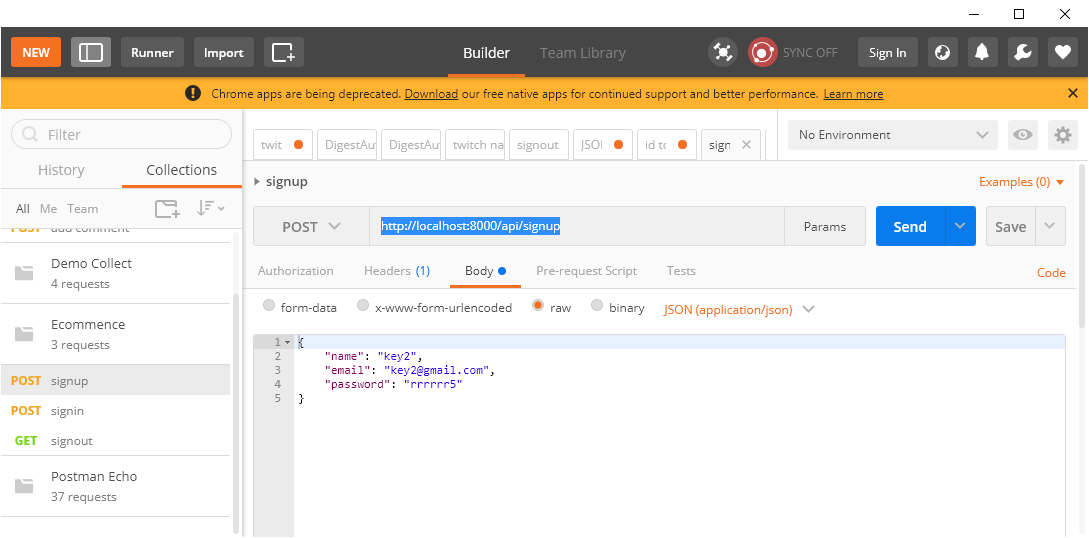 NEW Runner Import Builder Team Library SYNC OFF Sign In
Chrome apps are being deprecated. Download our free native apps for continued support and better performance. Learn more
Filter
History Collections
All Me Team
POST add comment
Demo Collect
4 requests
Ecommence
3 requests
POST signup
POST signin
GET signout
Postman Echo
37 requests
twit DigestAut DigestAut twitch na signout JSO id to sign
No Environment
signup
Examples (0)
POST http://localhost:8000/api/signup Params Send Save
Authorization Headers (1) Body Pre-request Script Tests Code
form-data x-www-form-urlencoded raw binary JSON (application/json)
1 {
2 "name": "key2",
3 "email": "key2@gmail.com",
4 "password": "rrrrrr5"
5 }